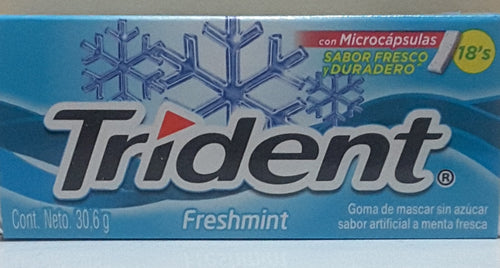 con Microcápsulas
SABOR FRESCO
y DURADERO
18's
Trident®
Cont. Neto. 30.6 g
Freshmint
Goma de mascar sin azúcar
sabor artificial a menta fresca